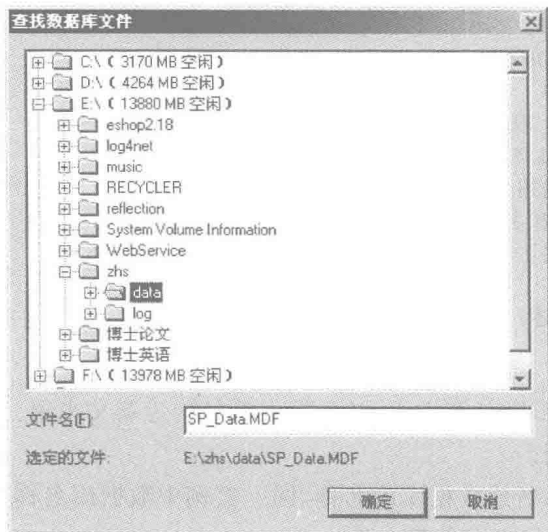 查找数据库文件
C:\ (3170 MB 空闲)
D:\ (4264 MB 空闲)
E:\ (13880 MB 空闲)
eshop2.18
log4net
music
RECYCLER
reflection
System Volume Information
WebService
zhs
data
log
博士论文
博士英语
F:\ (13978 MB 空闲)
文件名(F)
SP_Data.MDF
选定的文件:
E:\zhs\data\SP_Data.MDF
确定
取消